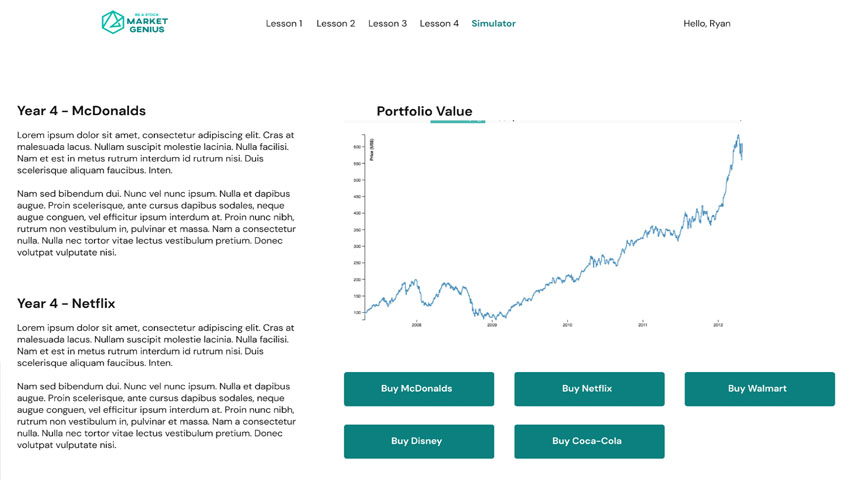 BE A STOCK
MARKET
GENIUS
Lesson 1 Lesson 2 Lesson 3 Lesson 4 Simulator
Hello, Ryan
Year 4 - McDonalds
Lorem ipsum dolor sit amet, consectetur adipiscing elit. Cras at
malesuada lacus. Nullam suscipit molestie lacinia. Nulla facilisi.
Nam et est in metus rutrum interdum id rutrum nisi. Duis
scelerisque aliquam faucibus. Inten.
Nam sed bibendum dui. Nunc vel nunc ipsum. Nulla et dapibus
augue. Proin scelerisque, ante cursus dapibus sodales, neque
augue conguen, vel efficitur ipsum interdum at. Proin nunc nibh,
rutrum non vestibulum in, pulvinar et massa. Nam a consectetur
nulla. Nulla nec tortor vitae lectus vestibulum pretium. Donec
volutpat vulputate nisi.
Year 4 - Netflix
Lorem ipsum dolor sit amet, consectetur adipiscing elit. Cras at
malesuada lacus. Nullam suscipit molestie lacinia. Nulla facilisi.
Nam et est in metus rutrum interdum id rutrum nisi. Duis
scelerisque aliquam faucibus. Inten.
Nam sed bibendum dui. Nunc vel nunc ipsum. Nulla et dapibus
augue. Proin scelerisque, ante cursus dapibus sodales, neque
augue conguen, vel efficitur ipsum interdum at. Proin nunc nibh,
rutrum non vestibulum in, pulvinar et massa. Nam a consectetur
nulla. Nulla nec tortor vitae lectus vestibulum pretium. Donec
volutpat vulputate nisi.
Portfolio Value
Price (US$)
600
550
500
450
400
350
300
250
200
150
100
2008 2009 2010 2011 2012
Buy McDonalds Buy Netflix Buy Walmart
Buy Disney Buy Coca-Cola